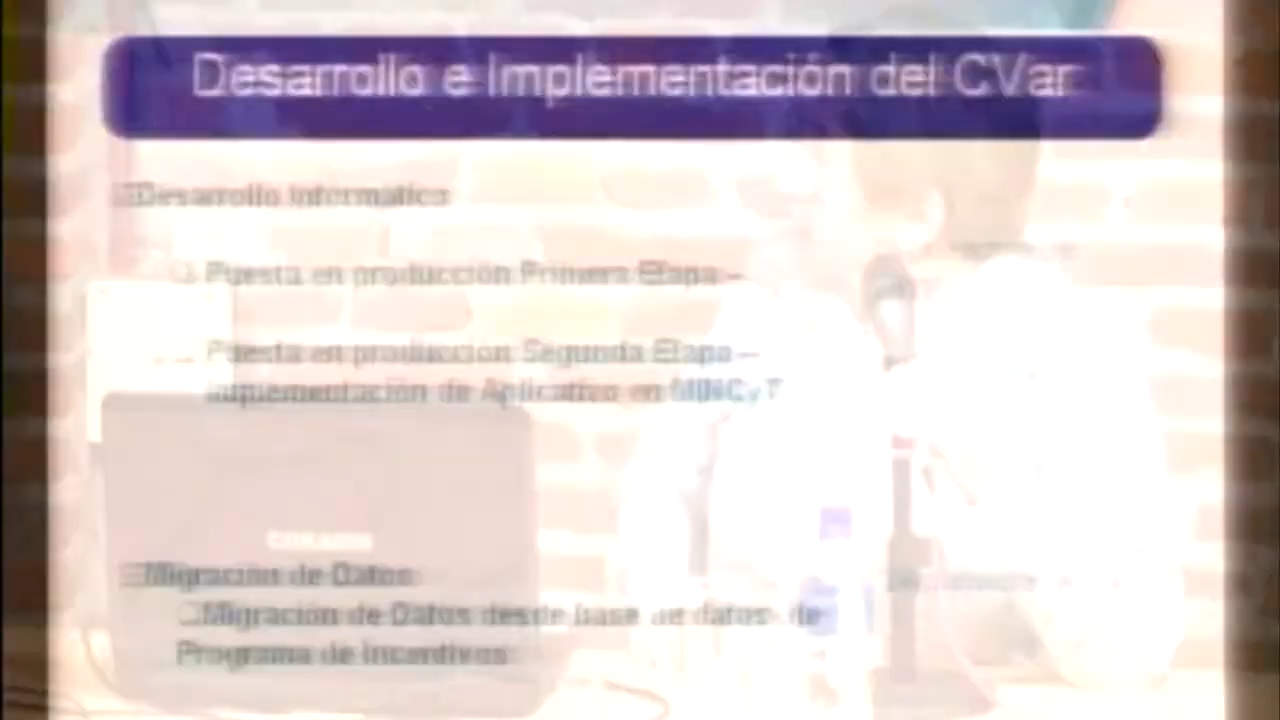 Desarrollo e Implementación del CVar
Desarrollo Informático
Puesta en producción Primera Etapa –
Puesta en producción Segunda Etapa –
Implementación de Aplicativo en MINCyT
Migración de Datos
Migración de Datos desde base de datos de
Programa de Incentivos